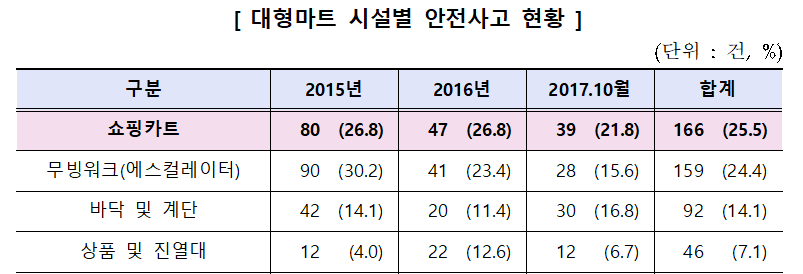 [ 대형마트 시설별 안전사고 현황 ]
(단위 : 건, %)
구분 2015년 2016년 2017.10월 합계
쇼핑카트 80 (26.8) 47 (26.8) 39 (21.8) 166 (25.5)
무빙워크(에스컬레이터) 90 (30.2) 41 (23.4) 28 (15.6) 159 (24.4)
바닥 및 계단 42 (14.1) 20 (11.4) 30 (16.8) 92 (14.1)
상품 및 진열대 12 (4.0) 22 (12.6) 12 (6.7) 46 (7.1)